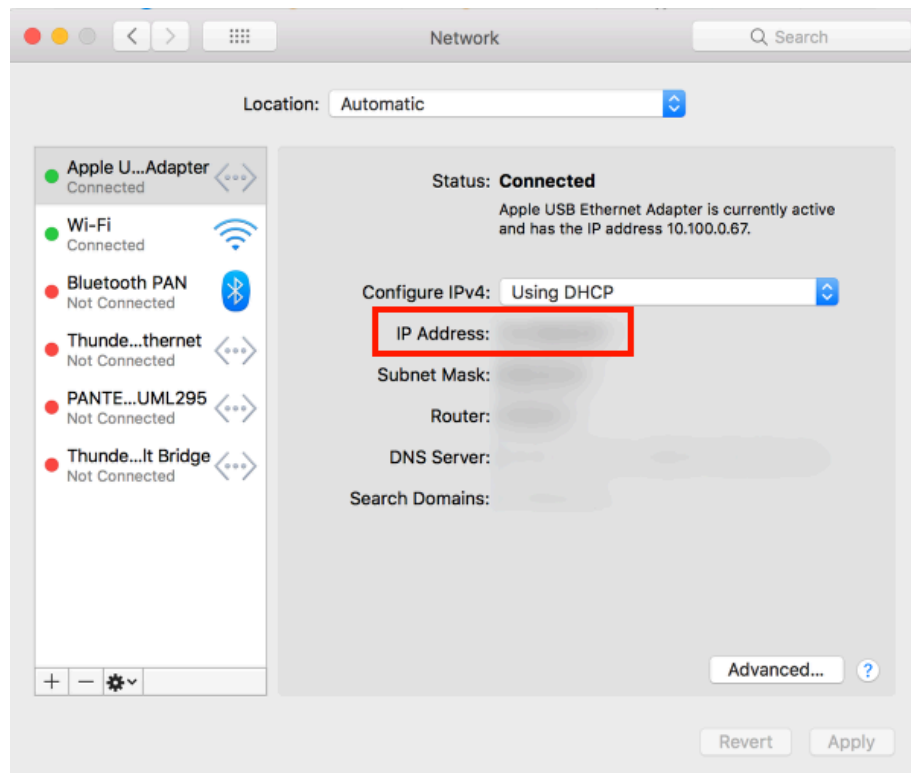 Network
Search
Location: Automatic
Apple U...Adapter
Connected
Wi-Fi
Connected
Bluetooth PAN
Not Connected
Thunde...thernet
Not Connected
PANTE...UML295
Not Connected
Thunde...lt Bridge
Not Connected
Status: Connected
Apple USB Ethernet Adapter is currently active
and has the IP address 10.100.0.67.
Configure IPv4: Using DHCP
IP Address:
Subnet Mask:
Router:
DNS Server:
Search Domains:
Advanced... ?
Revert Apply